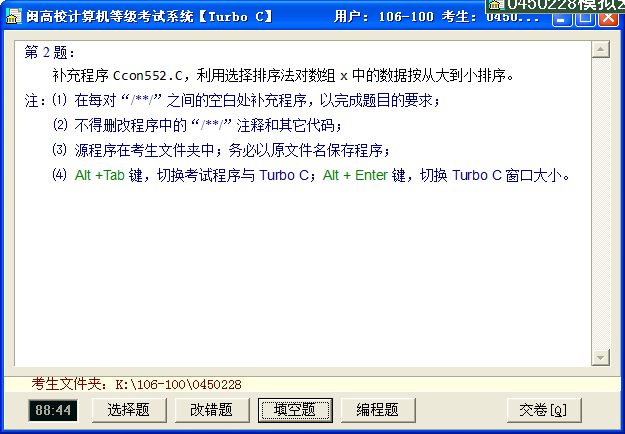 0450228模拟2
闽高校计算机等级考试系统【Turbo C】 用户: 106-100 考生: 0450...
第 2 题:
补充程序 Ccon552.C，利用选择排序法对数组 x 中的数据按从大到小排序。
注: ⑴ 在每对“/**/”之间的空白处补充程序，以完成题目的要求；
⑵ 不得删改程序中的“/**/”注释和其它代码；
⑶ 源程序在考生文件夹中；务必以原文件名保存程序；
⑷ Alt +Tab 键，切换考试程序与 Turbo C；Alt + Enter 键，切换 Turbo C 窗口大小。
考生文件夹: K:\106-100\0450228
88:44 选择题 改错题 填空题 编程题 交卷[Q]